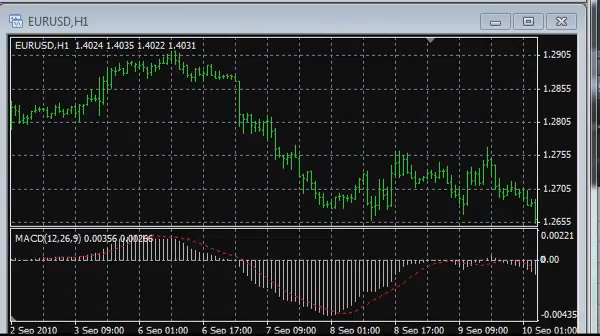 EURUSD,H1
EURUSD,H1 1.4024 1.4035 1.4022 1.4031
1.2905
1.2855
1.2805
1.2755
1.2705
1.2655
MACD(12,26,9) 0.00356 0.00266
0.00221
0.00
-0.00435
2 Sep 2010 3 Sep 09:00 6 Sep 01:00 6 Sep 17:00 7 Sep 09:00 8 Sep 01:00 8 Sep 17:00 9 Sep 09:00 10 Sep 01:00